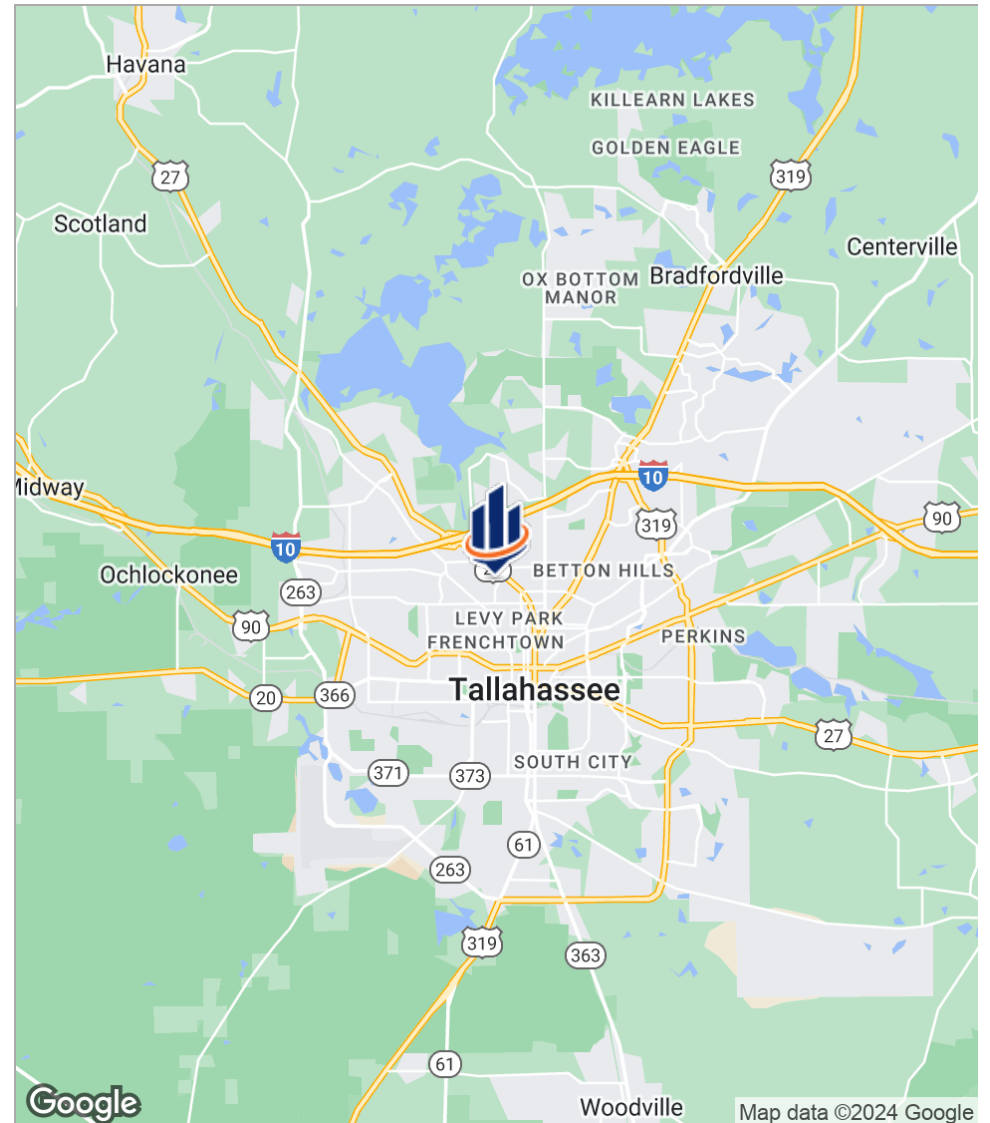 Havana
KILLEARN LAKES
GOLDEN EAGLE
27
319
Scotland
Centerville
OX BOTTOM
MANOR
Bradfordville
10
Midway
319
90
10
Ochlockonee
BETTON HILLS
263
LEVY PARK
90
FRENCHTOWN
PERKINS
Tallahassee
20
366
27
SOUTH CITY
371
373
61
263
319
363
61
Google
Woodville
Map data ©2024 Google